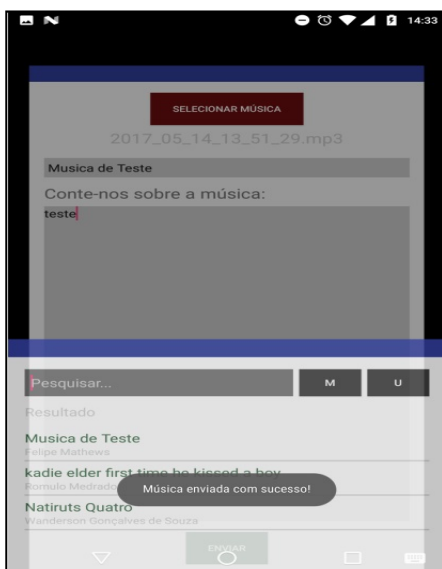 14:33
SELECIONAR MÚSICA
2017_05_14_13_51_29.mp3
Musica de Teste
Conte-nos sobre a música:
teste
Pesquisar...
M
U
Resultado
Musica de Teste
Felipe Mathews
kadie elder first time he kissed a boy
Romulo Medrado
Música enviada com sucesso!
Natiruts Quatro
Wanderson Gonçalves de Souza
ENVIAR